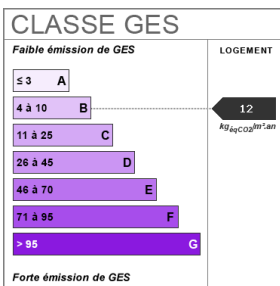 CLASSE GES
Faible émission de GES
LOGEMENT
≤ 3 A
4 à 10 B
12
kgéqCO2/m².an
11 à 25 C
26 à 45 D
46 à 70 E
71 à 95 F
> 95 G
Forte émission de GES